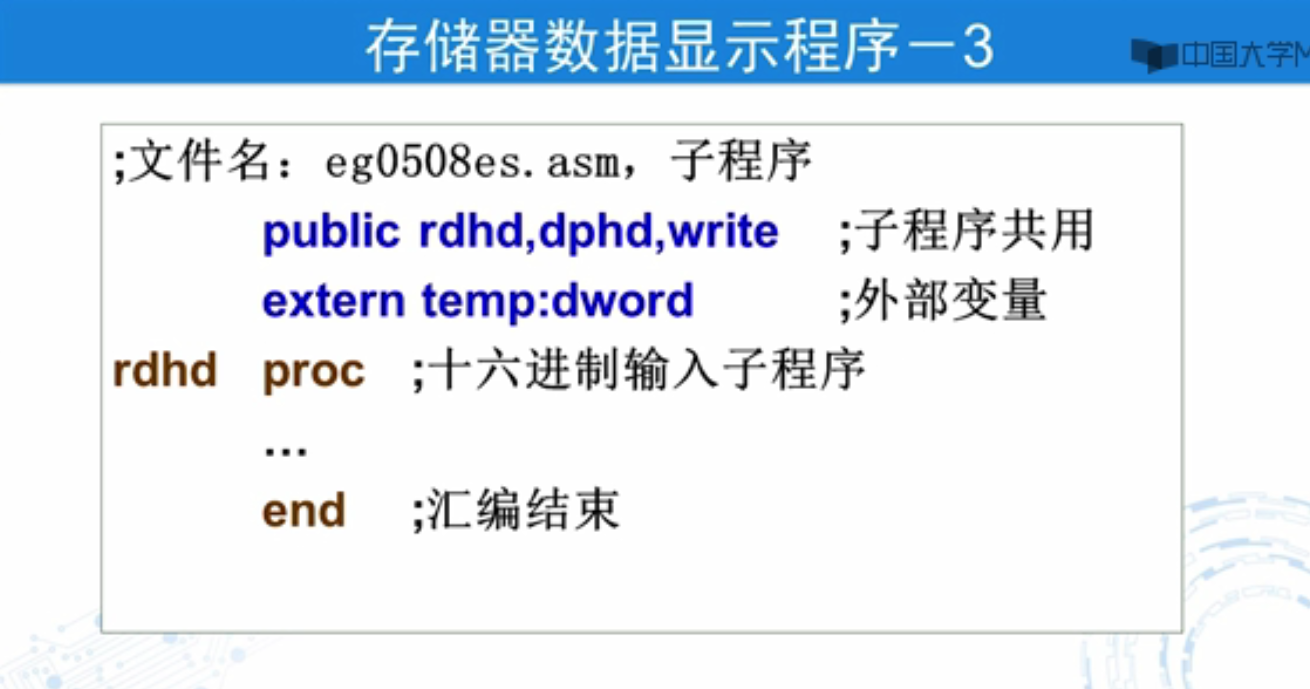 存储器数据显示程序－3
中国大学M
;文件名：eg0508es.asm，子程序
public rdhd,dphd,write ;子程序共用
extern temp:dword ;外部变量
rdhd proc ;十六进制输入子程序
...
end ;汇编结束